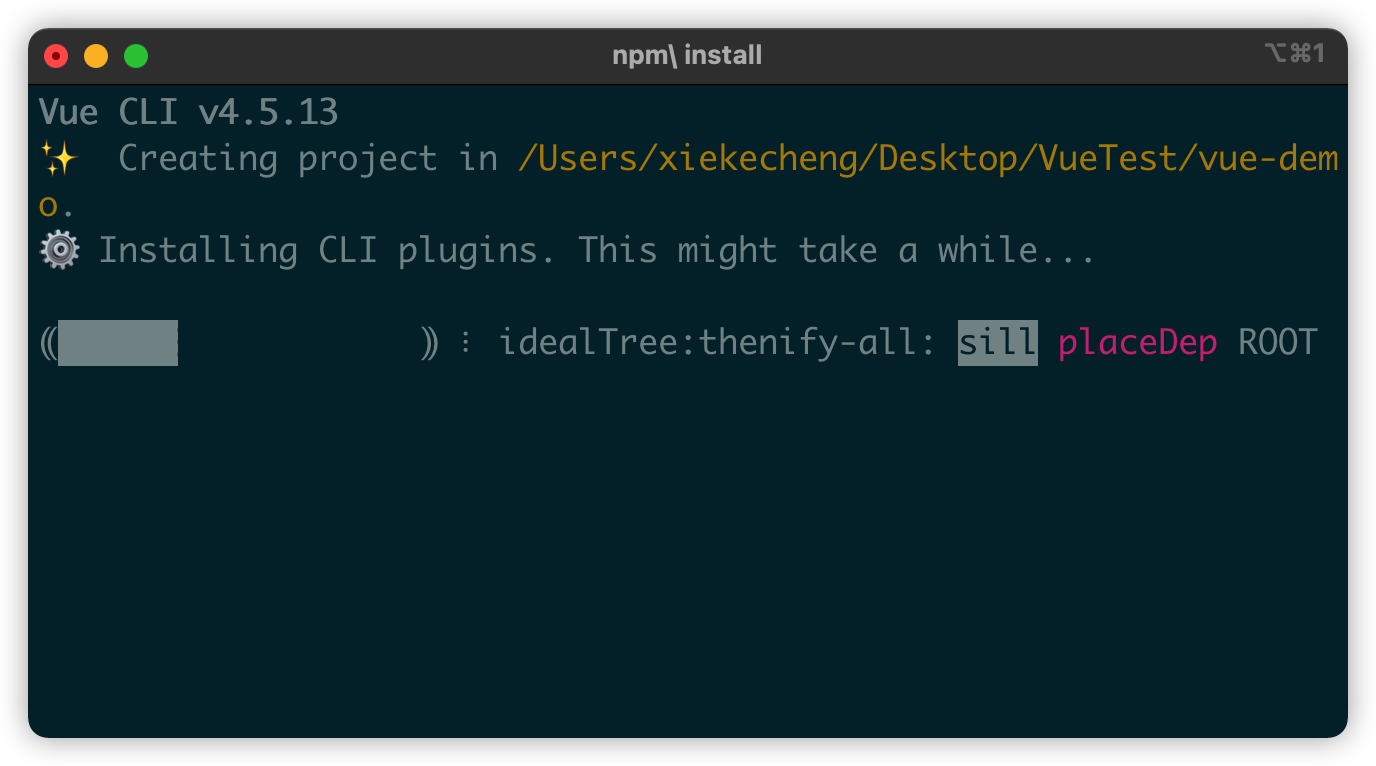 npm\ install
⌥⌘1
Vue CLI v4.5.13
✨  Creating project in /Users/xiekecheng/Desktop/VueTest/vue-dem
o.
⚙️ Installing CLI plugins. This might take a while...
⸨      ⸩ ⠇ idealTree:thenify-all: sill placeDep ROOT